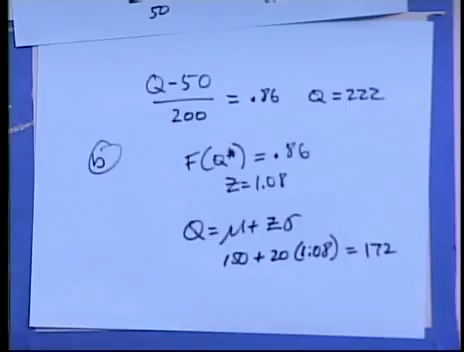 50
Q-50
200
= .86 Q = 222
b F(Q*) = .86
Z = 1.08
Q = μ + Zσ
150 + 20 (1.08) = 172